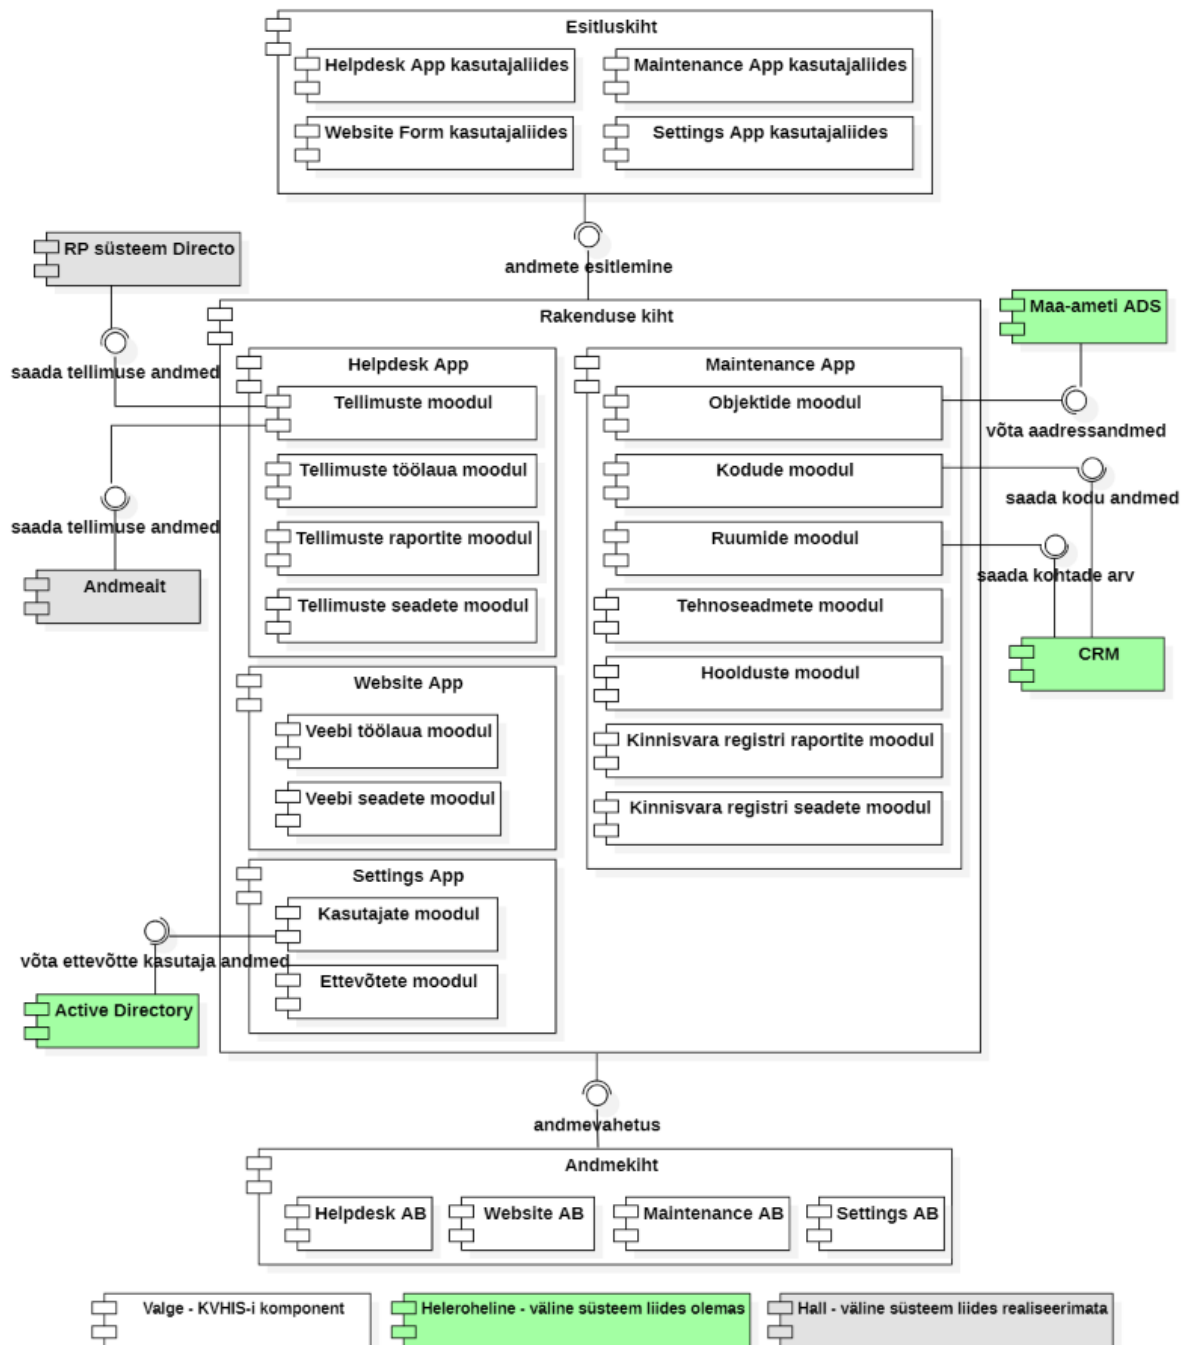 Esitluskiht
Helpdesk App kasutajaliides
Maintenance App kasutajaliides
Website Form kasutajaliides
Settings App kasutajaliides
RP süsteem Directo
andmete esitlemine
Maa-ameti ADS
Rakenduse kiht
saada tellimuse andmed
Helpdesk App
Tellimuste moodul
Tellimuste töölaua moodul
Tellimuste raportite moodul
Tellimuste seadete moodul
Maintenance App
Objektide moodul
Kodude moodul
Ruumide moodul
Tehnoseadmete moodul
Hoolduste moodul
Kinnisvara registri raportite moodul
Kinnisvara registri seadete moodul
võta aadressandmed
saada kodu andmed
saada kohtade arv
CRM
saada tellimuse andmed
Andmeait
Website App
Veebi töölaua moodul
Veebi seadete moodul
Settings App
Kasutajate moodul
Ettevõtete moodul
võta ettevõtte kasutaja andmed
Active Directory
andmevahetus
Andmekiht
Helpdesk AB
Website AB
Maintenance AB
Settings AB
Valge - KVHIS-i komponent
Heleroheline - väline süsteem liides olemas
Hall - väline süsteem liides realiseerimata